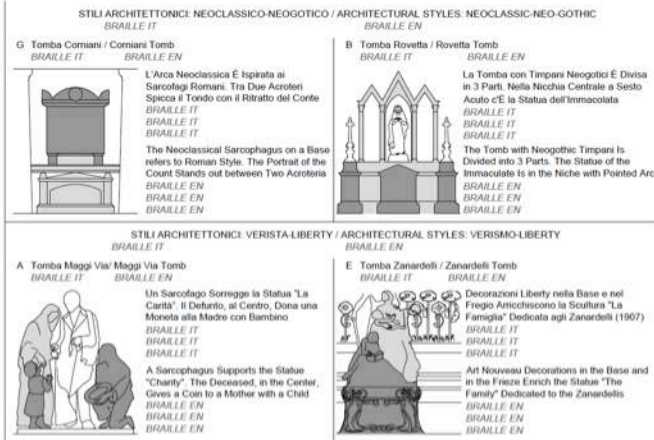 STILI ARCHITETTONICI: NEOCLASSICO-NEOGOTICO / ARCHITECTURAL STYLES: NEOCLASSIC-NEO-GOTHIC
BRAILLE IT BRAILLE EN
G Tomba Comiani / Comiani Tomb
BRAILLE IT BRAILLE EN
L'Arca Neoclassica È Ispirata ai
Sarcofagi Romani. Tra Due Acroteri
Spicca il Tondo con il Ritratto del Conte
BRAILLE IT
BRAILLE IT
BRAILLE IT
The Neoclassical Sarcophagus on a Base
refers to Roman Style. The Portrait of the
Count Stands out between Two Acroteria
BRAILLE EN
BRAILLE EN
BRAILLE EN
B Tomba Rovetta / Rovetta Tomb
BRAILLE IT BRAILLE EN
La Tomba con Timpani Neogotici È Divisa
in 3 Parti. Nella Nicchia Centrale a Sesto
Acuto c'È la Statua dell'Immacolata
BRAILLE IT
BRAILLE IT
BRAILLE IT
The Tomb with Neogothic Timpani Is
Divided into 3 Parts. The Statue of the
Immaculate Is in the Niche with Pointed Arc
BRAILLE EN
BRAILLE EN
BRAILLE EN
STILI ARCHITETTONICI: VERISTA-LIBERTY / ARCHITECTURAL STYLES: VERISMO-LIBERTY
BRAILLE IT BRAILLE EN
A Tomba Maggi Via/ Maggi Via Tomb
BRAILLE IT BRAILLE EN
Un Sarcofago Sorregge la Statua "La
Carità". Il Defunto, al Centro, Dona una
Moneta alla Madre con Bambino
BRAILLE IT
BRAILLE IT
BRAILLE IT
A Sarcophagus Supports the Statue
"Charity". The Deceased, in the Center,
Gives a Coin to a Mother with a Child
BRAILLE EN
BRAILLE EN
BRAILLE EN
E Tomba Zanardelli / Zanardelli Tomb
BRAILLE IT BRAILLE EN
Decorazioni Liberty nella Base e nel
Fregio Arricchiscono la Scultura "La
Famiglia" Dedicata agli Zanardelli (1907)
BRAILLE IT
BRAILLE IT
BRAILLE IT
Art Nouveau Decorations in the Base and
in the Frieze Enrich the Statue "The
Family" Dedicated to the Zanardellis
BRAILLE EN
BRAILLE EN
BRAILLE EN